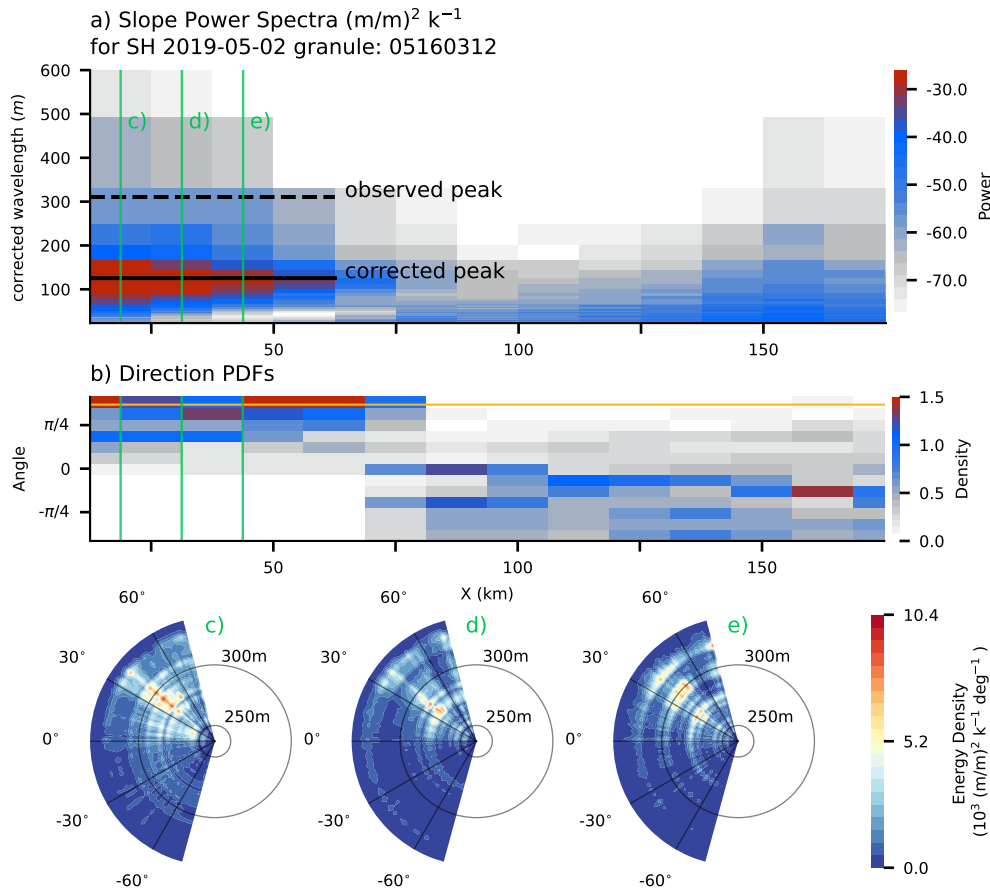 a) Slope Power Spectra (m/m)² k⁻¹
for SH 2019-05-02 granule: 05160312
corrected wavelength (m)
600
500
400
300
200
100
c)
d)
e)
observed peak
corrected peak
50
100
150
-30.0
-40.0
-50.0
-60.0
-70.0
Power
b) Direction PDFs
Angle
π/4
0
-π/4
50
100
150
X (km)
1.5
1.0
0.5
0.0
Density
c)
60°
30°
0°
-30°
-60°
300m
250m
d)
60°
30°
0°
-30°
-60°
300m
250m
e)
60°
30°
0°
-30°
-60°
300m
250m
10.4
5.2
0.0
Energy Density
(10³ (m/m)² k⁻¹ deg⁻¹ )